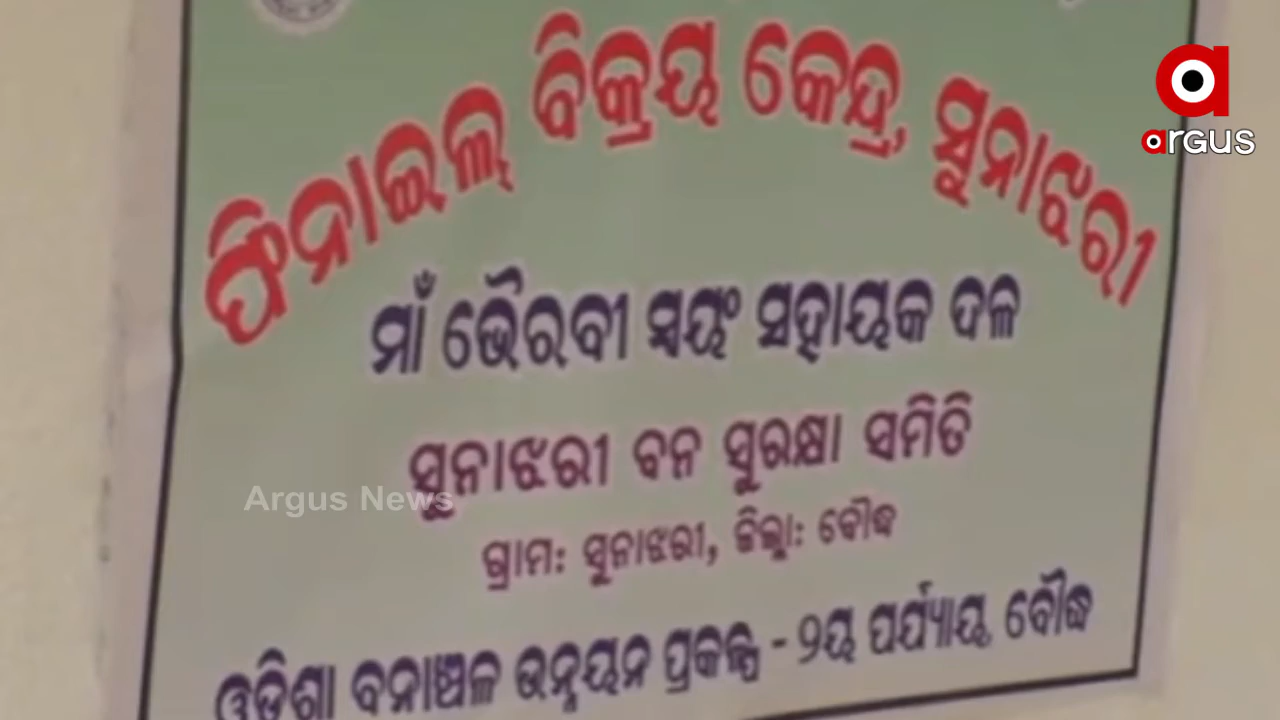 ଫିନାଇଲ୍ ବିକ୍ରୟ କେନ୍ଦ୍ର, ସୁନାଝରୀ
ମାଁ ଭୈରବୀ ସ୍ୱୟଂ ସହାୟକ ଦଳ
ସୁନାଝରୀ ବନ ସୁରକ୍ଷା ସମିତି
ଗ୍ରାମ: ସୁନାଝରୀ, ଜିଲ୍ଲା: ବୌଦ୍ଧ
ଓଡ଼ିଶା ବନାଞ୍ଚଳ ଉନ୍ନୟନ ପ୍ରକଳ୍ପ - ୨ୟ ପର୍ଯ୍ୟାୟ ବୌଦ୍ଧ
argus
Argus News